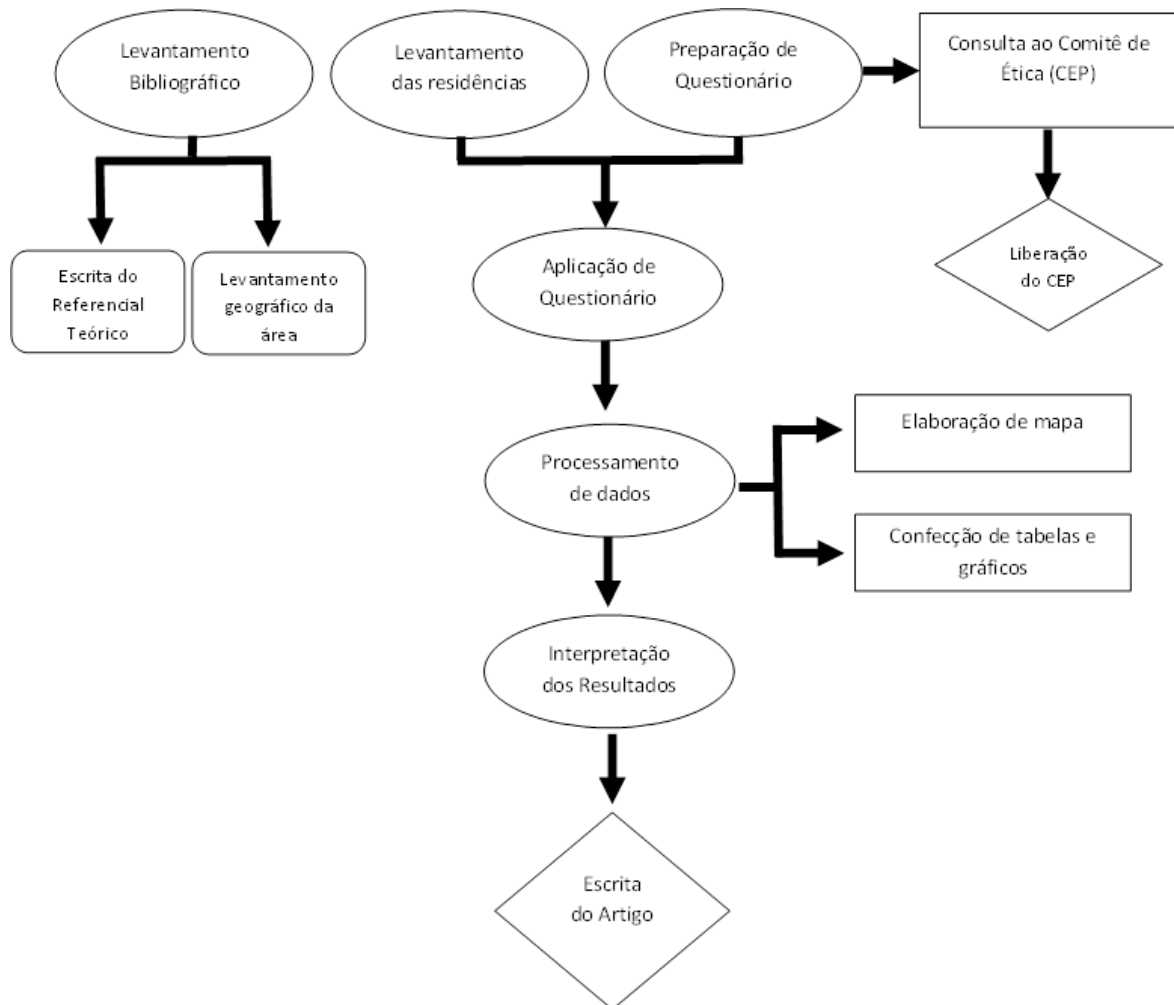 Levantamento
Bibliográfico
Levantamento
das residências
Preparação de
Questionário
Consulta ao Comitê de
Ética (CEP)
Escrita do
Referencial
Teórico
Levantamento
geográfico da
área
Aplicação de
Questionário
Liberação
do CEP
Processamento
de dados
Elaboração de mapa
Confecção de tabelas e
gráficos
Interpretação
dos Resultados
Escrita
do Artigo